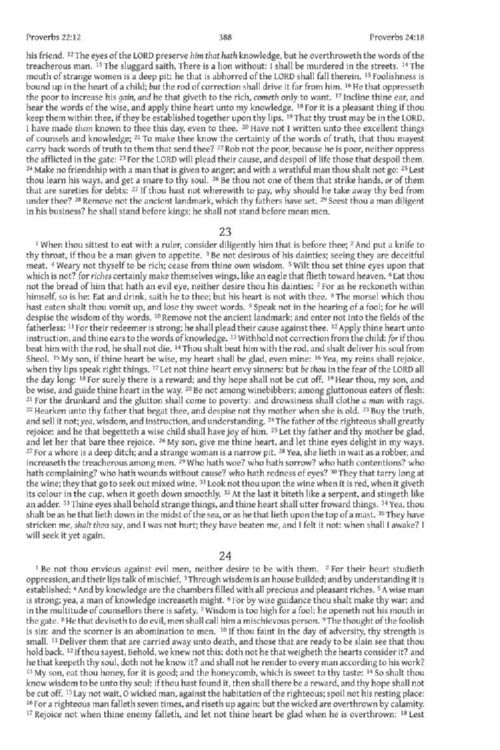 Proverbs 22:12 388 Proverbs 24:18
his friend. 12 The eyes of the LORD preserve him that hath knowledge, but he overthroweth the words of the
treacherous man. 13 The sluggard saith, There is a lion without: I shall be murdered in the streets. 14 The
mouth of strange women is a deep pit: he that is abhorred of the LORD shall fall therein. 15 Foolishness is
bound up in the heart of a child; but the rod of correction shall drive it far from him. 16 He that oppresseth
the poor to increase his gain, and he that giveth to the rich, cometh only to want. 17 Incline thine ear, and
hear the words of the wise, and apply thine heart unto my knowledge. 18 For it is a pleasant thing if thou
keep them within thee, if they be established together upon thy lips. 19 That thy trust may be in the LORD,
I have made them known to thee this day, even to thee. 20 Have not I written unto thee excellent things
of counsels and knowledge; 21 To make thee know the certainty of the words of truth, that thou mayest
carry back words of truth to them that send thee? 22 Rob not the poor, because he is poor, neither oppress
the afflicted in the gate: 23 For the LORD will plead their cause, and despoil of life those that despoil them.
24 Make no friendship with a man that is given to anger; and with a wrathful man thou shalt not go: 25 Lest
thou learn his ways, and get a snare to thy soul. 26 Be thou not one of them that strike hands, or of them
that are sureties for debts: 27 If thou hast not wherewith to pay, why should he take away thy bed from
under thee? 28 Remove not the ancient landmark, which thy fathers have set. 29 Seest thou a man diligent
in his business? he shall stand before kings; he shall not stand before mean men.
23
1 When thou sittest to eat with a ruler, consider diligently him that is before thee; 2 And put a knife to
thy throat, if thou be a man given to appetite. 3 Be not desirous of his dainties; seeing they are deceitful
meat. 4 Weary not thyself to be rich; cease from thine own wisdom. 5 Wilt thou set thine eyes upon that
which is not? for riches certainly make themselves wings, like an eagle that flieth toward heaven. 6 Eat thou
not the bread of him that hath an evil eye, neither desire thou his dainties: 7 For as he reckoneth within
himself, so is he: Eat and drink, saith he to thee; but his heart is not with thee. 8 The morsel which thou
hast eaten shalt thou vomit up, and lose thy sweet words. 9 Speak not in the hearing of a fool; for he will
despise the wisdom of thy words. 10 Remove not the ancient landmark; and enter not into the fields of the
fatherless: 11 For their redeemer is strong; he shall plead their cause against thee. 12 Apply thine heart unto
instruction, and thine ears to the words of knowledge. 13 Withhold not correction from the child: for if thou
beat him with the rod, he shall not die. 14 Thou shalt beat him with the rod, and shalt deliver his soul from
Sheol. 15 My son, if thine heart be wise, my heart shall be glad, even mine: 16 Yea, my reins shall rejoice,
when thy lips speak right things. 17 Let not thine heart envy sinners: but be thou in the fear of the LORD all
the day long: 18 For surely there is a reward; and thy hope shall not be cut off. 19 Hear thou, my son, and
be wise, and guide thine heart in the way. 20 Be not among winebibbers; among gluttonous eaters of flesh:
21 For the drunkard and the glutton shall come to poverty: and drowsiness shall clothe a man with rags.
22 Hearken unto thy father that begat thee, and despise not thy mother when she is old. 23 Buy the truth,
and sell it not; yea, wisdom, and instruction, and understanding. 24 The father of the righteous shall greatly
rejoice: and he that begetteth a wise child shall have joy of him. 25 Let thy father and thy mother be glad,
and let her that bare thee rejoice. 26 My son, give me thine heart, and let thine eyes delight in my ways.
27 For a whore is a deep ditch; and a strange woman is a narrow pit. 28 Yea, she lieth in wait as a robber, and
increaseth the treacherous among men. 29 Who hath woe? who hath sorrow? who hath contentions? who
hath complaining? who hath wounds without cause? who hath redness of eyes? 30 They that tarry long at
the wine; they that go to seek out mixed wine. 31 Look not thou upon the wine when it is red, when it giveth
its colour in the cup, when it goeth down smoothly. 32 At the last it biteth like a serpent, and stingeth like
an adder. 33 Thine eyes shall behold strange things, and thine heart shall utter froward things. 34 Yea, thou
shalt be as he that lieth down in the midst of the sea, or as he that lieth upon the top of a mast. 35 They have
stricken me, shalt thou say, and I was not hurt; they have beaten me, and I felt it not: when shall I awake? I
will seek it yet again.
24
1 Be not thou envious against evil men, neither desire to be with them. 2 For their heart studieth
oppression, and their lips talk of mischief. 3 Through wisdom is an house builded; and by understanding it is
established: 4 And by knowledge are the chambers filled with all precious and pleasant riches. 5 A wise man
is strong; yea, a man of knowledge increaseth might. 6 For by wise guidance thou shalt make thy war: and
in the multitude of counsellors there is safety. 7 Wisdom is too high for a fool; he openeth not his mouth in
the gate. 8 He that deviseth to do evil, men shall call him a mischievous person. 9 The thought of the foolish
is sin: and the scorner is an abomination to men. 10 If thou faint in the day of adversity, thy strength is
small. 11 Deliver them that are carried away unto death, and those that are ready to be slain see that thou
hold back. 12 If thou sayest, Behold, we knew not this: doth not he that weigheth the hearts consider it? and
he that keepeth thy soul, doth not he know it? and shall not he render to every man according to his work?
13 My son, eat thou honey, for it is good; and the honeycomb, which is sweet to thy taste: 14 So shalt thou
know wisdom to be unto thy soul: if thou hast found it, then shall there be a reward, and thy hope shall not
be cut off. 15 Lay not wait, O wicked man, against the habitation of the righteous; spoil not his resting place:
16 For a righteous man falleth seven times, and riseth up again: but the wicked are overthrown by calamity.
17 Rejoice not when thine enemy falleth, and let not thine heart be glad when he is overthrown: 18 Lest